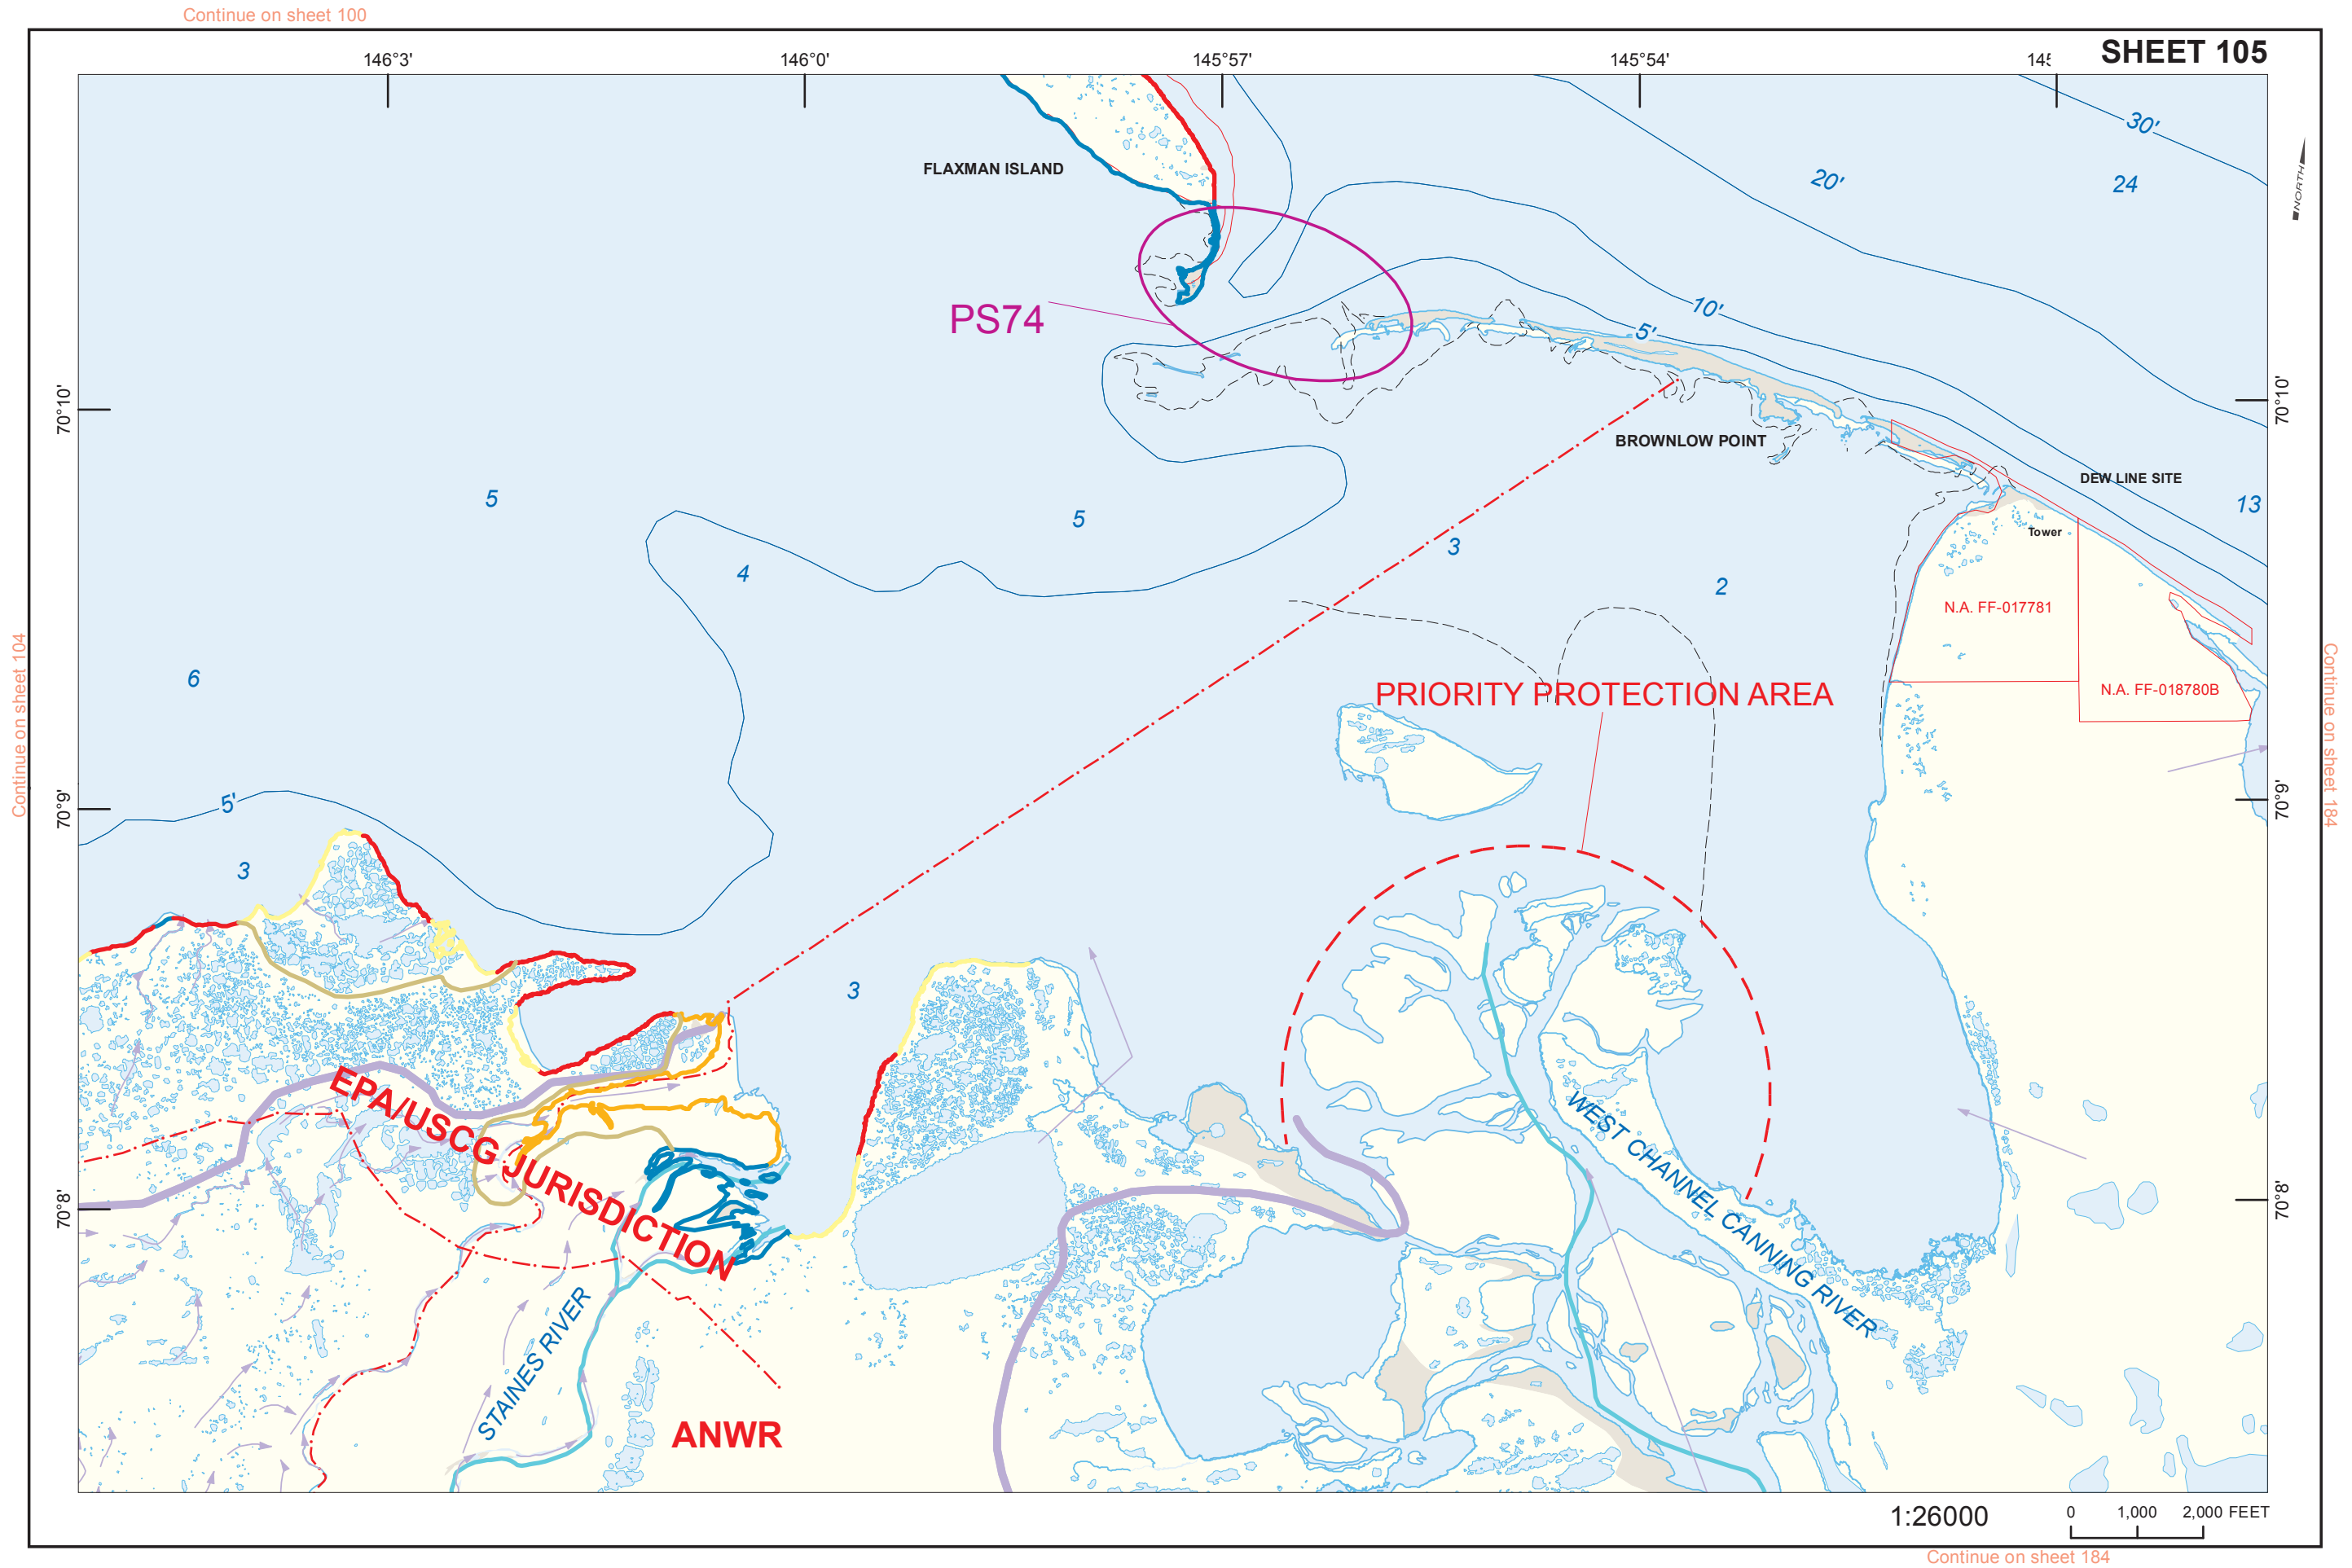 Continue on sheet 100
SHEET 105
146°3'
146°0'
145°57'
145°54'
30'
20'
24
NORTH
FLAXMAN ISLAND
PS74
10'
5'
70°10'
70°10'
BROWNLOW POINT
DEW LINE SITE
13
5
5
3
Tower
4
2
N.A. FF-017781
6
PRIORITY PROTECTION AREA
N.A. FF-018780B
Continue on sheet 104
Continue on sheet 184
5'
70°9'
70°9'
3
3
EPA/USCG JURISDICTION
WEST CHANNEL CANNING RIVER
70°8'
70°8'
STAINES RIVER
ANWR
1:26000
0 1,000 2,000 FEET
Continue on sheet 184